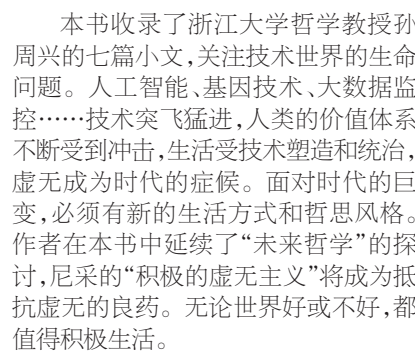 本书收录了浙江大学哲学教授孙
周兴的七篇小文,关注技术世界的生命
问题。人工智能、基因技术、大数据监
控……技术突飞猛进,人类的价值体系
不断受到冲击,生活受技术塑造和统治,
虚无成为时代的症候。面对时代的巨
变,必须有新的生活方式和哲思风格。
作者在本书中延续了“未来哲学”的探
讨,尼采的“积极的虚无主义”将成为抵
抗虚无的良药。无论世界好或不好,都
值得积极生活。